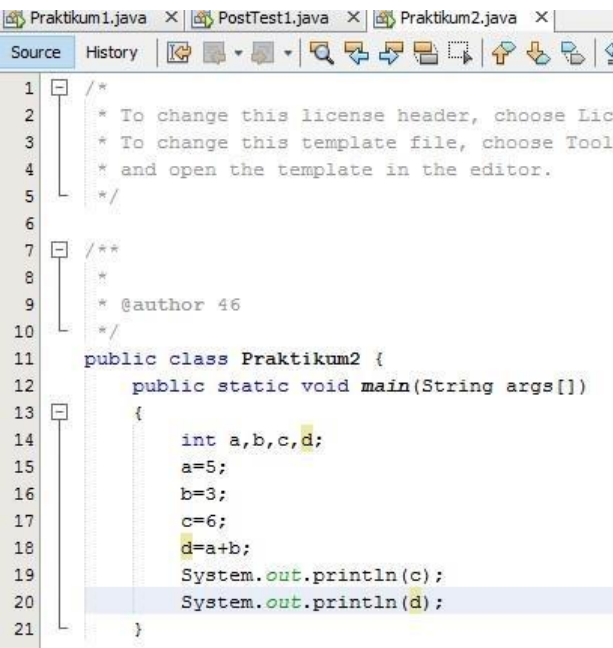 Praktikum1.java PostTest1.java Praktikum2.java
Source History
1 /*
2 * To change this license header, choose Lic
3 * To change this template file, choose Tool
4 * and open the template in the editor.
5 */
6
7 /**
8 *
9 * @author 46
10 */
11 public class Praktikum2 {
12 public static void main(String args[])
13 {
14 int a,b,c,d;
15 a=5;
16 b=3;
17 c=6;
18 d=a+b;
19 System.out.println(c);
20 System.out.println(d);
21 }